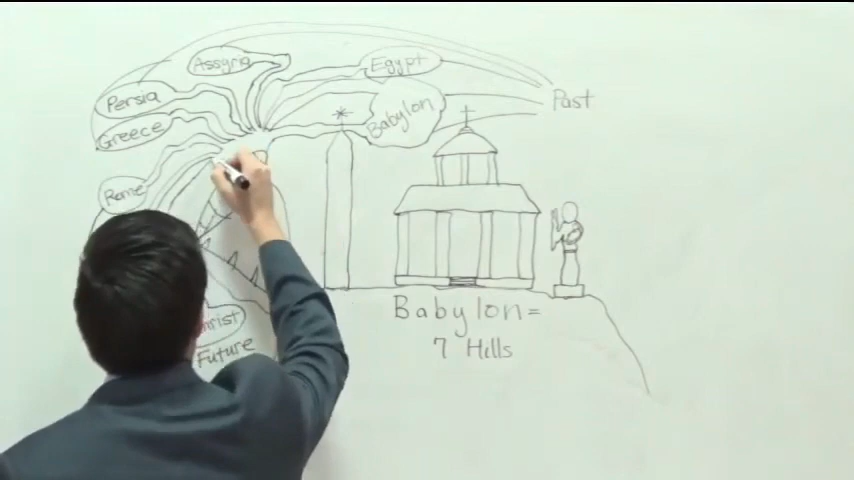 Assyria
Egypt
Persia
Past
Babylon
Greece
Rome
Babylon =
7 Hills
Future